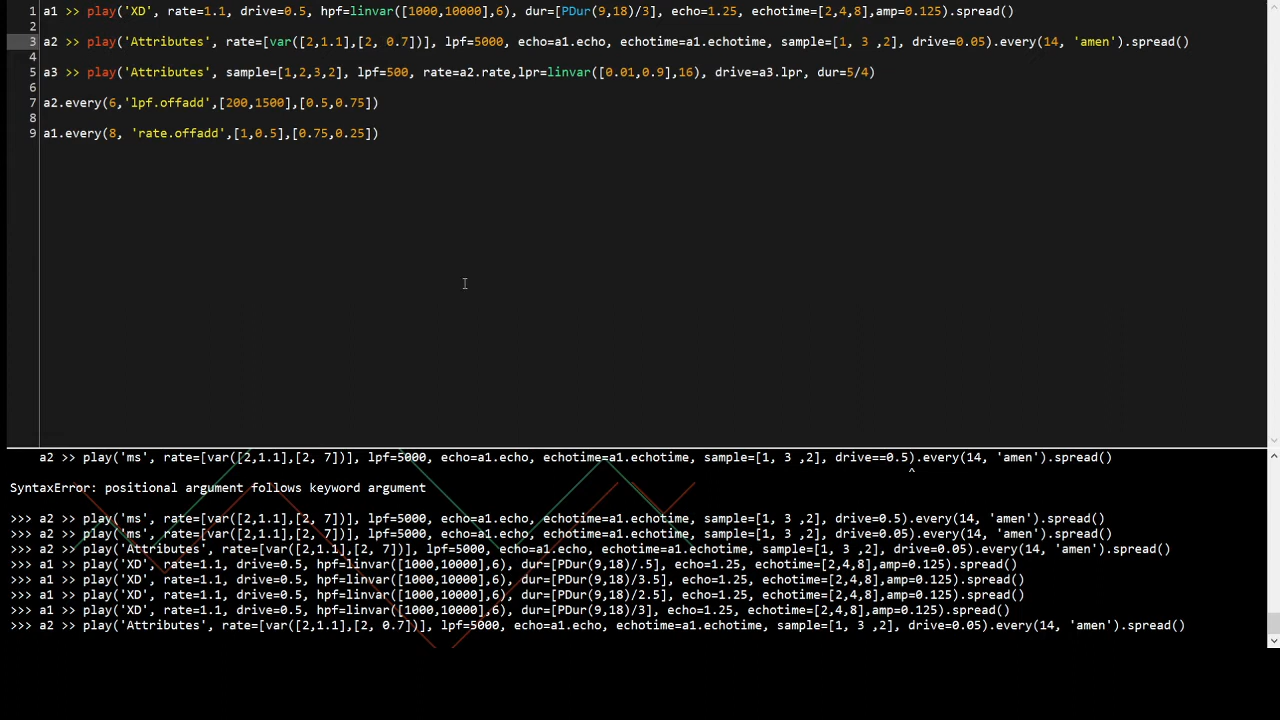 1 a1 >> play('XD', rate=1.1, drive=0.5, hpf=linvar([1000,10000],6), dur=[PDur(9,18)/3], echo=1.25, echotime=[2,4,8],amp=0.125).spread()
2
3 a2 >> play('Attributes', rate=[var([2,1.1],[2, 0.7])], lpf=5000, echo=a1.echo, echotime=a1.echotime, sample=[1, 3 ,2], drive=0.05).every(14, 'amen').spread()
4
5 a3 >> play('Attributes', sample=[1,2,3,2], lpf=500, rate=a2.rate,lpr=linvar([0.01,0.9],16), drive=a3.lpr, dur=5/4)
6
7 a2.every(6,'lpf.offadd',[200,1500],[0.5,0.75])
8
9 a1.every(8, 'rate.offadd',[1,0.5],[0.75,0.25])
a2 >> play('ms', rate=[var([2,1.1],[2, 7])], lpf=5000, echo=a1.echo, echotime=a1.echotime, sample=[1, 3 ,2], drive==0.5).every(14, 'amen').spread()
^
SyntaxError: positional argument follows keyword argument
>>> a2 >> play('ms', rate=[var([2,1.1],[2, 7])], lpf=5000, echo=a1.echo, echotime=a1.echotime, sample=[1, 3 ,2], drive=0.5).every(14, 'amen').spread()
>>> a2 >> play('ms', rate=[var([2,1.1],[2, 7])], lpf=5000, echo=a1.echo, echotime=a1.echotime, sample=[1, 3 ,2], drive=0.5).every(14, 'amen').spread()
>>> a2 >> play('Attributes', rate=[var([2,1.1],[2, 7])], lpf=5000, echo=a1.echo, echotime=a1.echotime, sample=[1, 3 ,2], drive=0.05).every(14, 'amen').spread()
>>> a1 >> play('XD', rate=1.1, drive=0.5, hpf=linvar([1000,10000],6), dur=[PDur(9,18)/.5], echo=1.25, echotime=[2,4,8],amp=0.125).spread()
>>> a1 >> play('XD', rate=1.1, drive=0.5, hpf=linvar([1000,10000],6), dur=[PDur(9,18)/3.5], echo=1.25, echotime=[2,4,8],amp=0.125).spread()
>>> a1 >> play('XD', rate=1.1, drive=0.5, hpf=linvar([1000,10000],6), dur=[PDur(9,18)/2.5], echo=1.25, echotime=[2,4,8],amp=0.125).spread()
>>> a1 >> play('XD', rate=1.1, drive=0.5, hpf=linvar([1000,10000],6), dur=[PDur(9,18)/3], echo=1.25, echotime=[2,4,8],amp=0.125).spread()
>>> a2 >> play('Attributes', rate=[var([2,1.1],[2, 0.7])], lpf=5000, echo=a1.echo, echotime=a1.echotime, sample=[1, 3 ,2], drive=0.05).every(14, 'amen').spread()